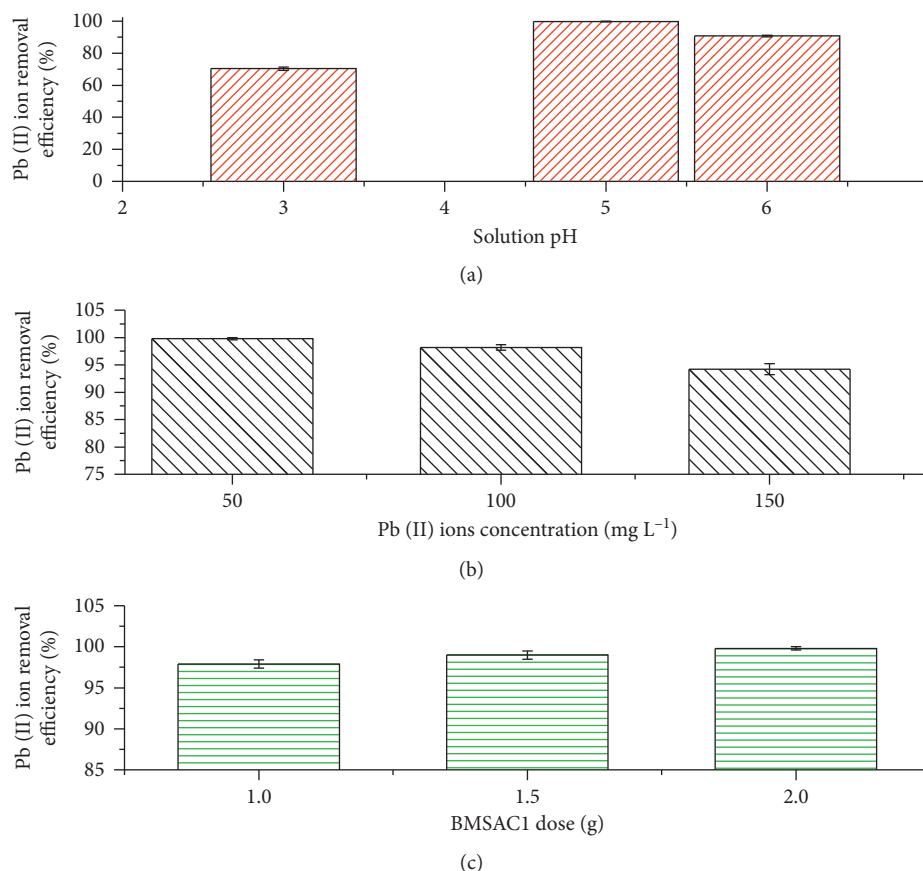 Pb (II) ion removal
efficiency (%)
100
80
60
40
20
0
2
3
4
5
6
Solution pH
(a)
Pb (II) ion removal
efficiency (%)
105
100
95
90
85
80
75
50
100
150
Pb (II) ions concentration (mg L⁻¹)
(b)
Pb (II) ion removal
efficiency (%)
105
100
95
90
85
1.0
1.5
2.0
BMSAC1 dose (g)
(c)